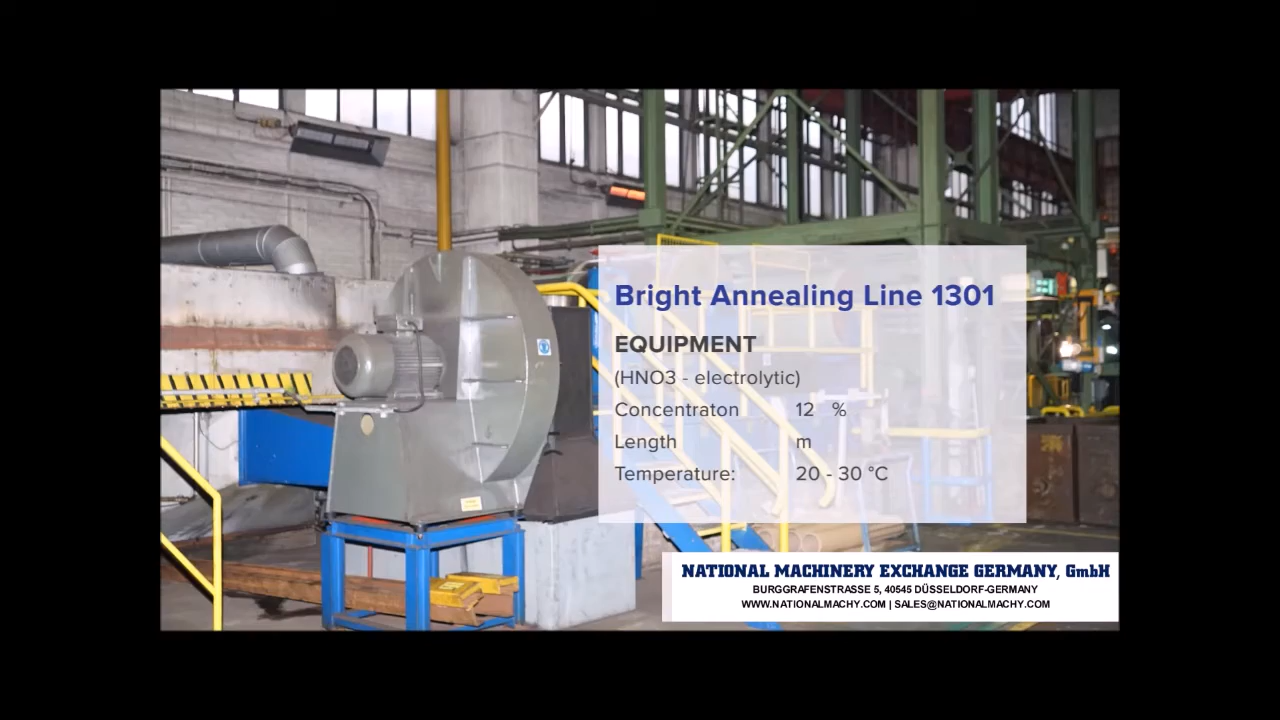 Bright Annealing Line 1301
EQUIPMENT
(HNO3 - electrolytic)
Concentraton 12 %
Length m
Temperature: 20 - 30 °C
NATIONAL MACHINERY EXCHANGE GERMANY, GmbH
BURGGRAFENSTRASSE 5, 40545 DÜSSELDORF-GERMANY
WWW.NATIONALMACHY.COM | SALES@NATIONALMACHY.COM